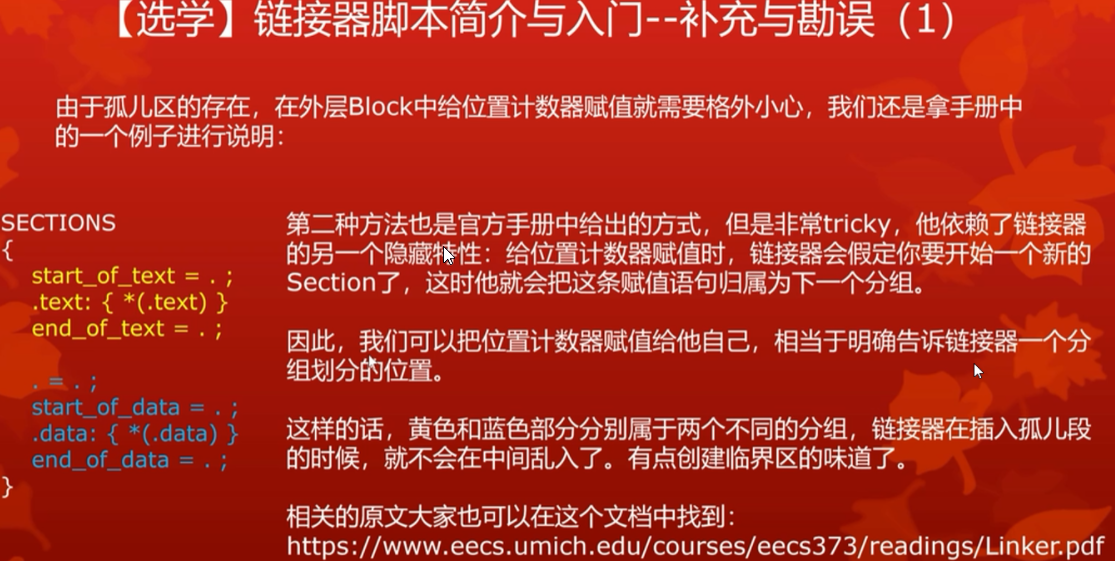 【选学】链接器脚本简介与入门--补充与勘误（1）
由于孤儿区的存在，在外层Block中给位置计数器赋值就需要格外小心，我们还是拿手册中
的一个例子进行说明：
SECTIONS
{
start_of_text = . ;
.text: { *(.text) }
end_of_text = . ;
. = . ;
start_of_data = . ;
.data: { *(.data) }
end_of_data = . ;
}
第二种方法也是官方手册中给出的方式，但是非常tricky，他依赖了链接器
的另一个隐藏特性：给位置计数器赋值时，链接器会假定你要开始一个新的
Section了，这时他就会把这条赋值语句归属为下一个分组。
因此，我们可以把位置计数器赋值给他自己，相当于明确告诉链接器一个分
组划分的位置。
这样的话，黄色和蓝色部分分别属于两个不同的分组，链接器在插入孤儿段
的时候，就不会在中间乱入了。有点创建临界区的味道了。
相关的原文大家也可以在这个文档中找到：
https://www.eecs.umich.edu/courses/eecs373/readings/Linker.pdf